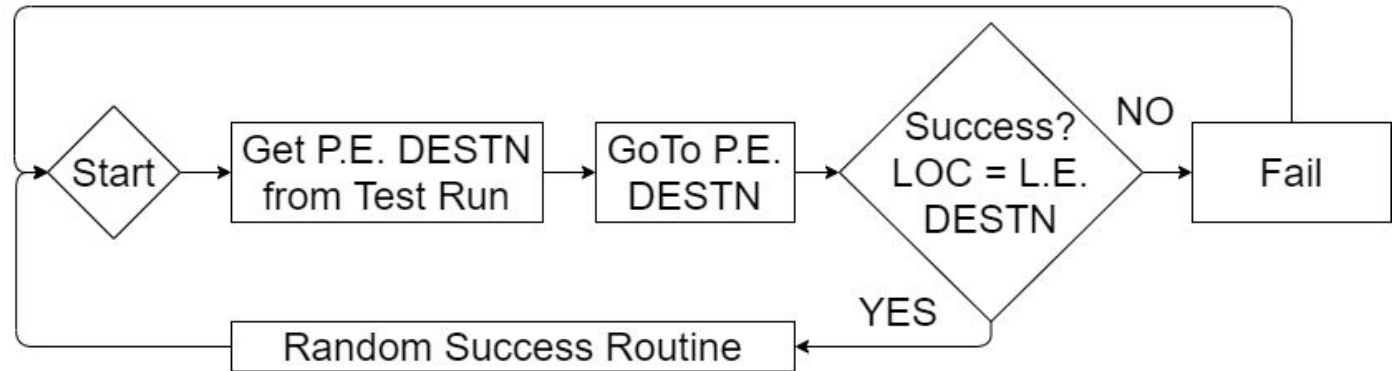 Start
Get P.E. DESTN
from Test Run
GoTo P.E.
DESTN
Success?
LOC = L.E.
DESTN
NO
Fail
YES
Random Success Routine